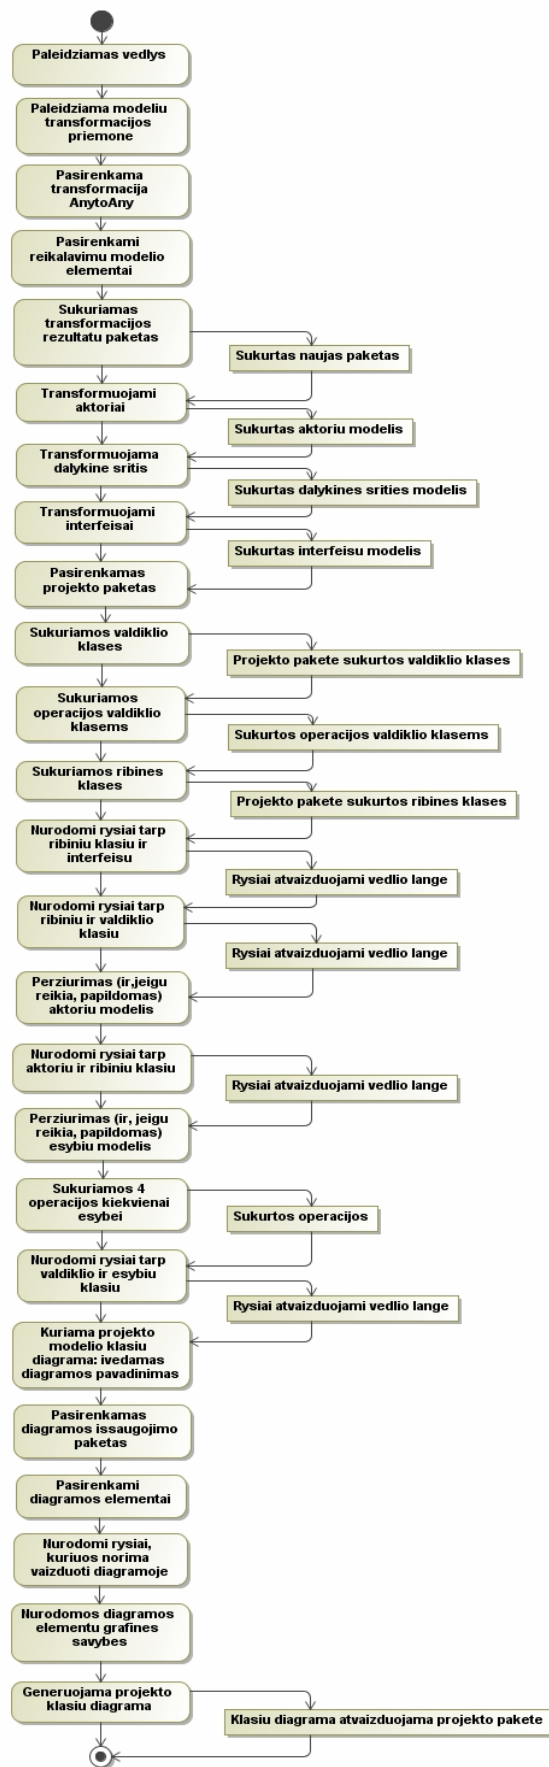 Paleidziamas vedlys
Paleidziama modeliu
transformacijos
priemone
Pasirenkama
transformacija
AnytoAny
Pasirenkami
reikalavimu modelio
elementai
Sukuriamas
transformacijos
rezultatu paketas
Sukurtas naujas paketas
Transformuojami
aktoriai
Sukurtas aktoriu modelis
Transformuojama
dalykine sritis
Sukurtas dalykines srities modelis
Transformuojami
interfeisai
Sukurtas interfeisu modelis
Pasirenkamas
projekto paketas
Sukuriamos valdiklio
klases
Projekto pakete sukurtos valdiklio klases
Sukuriamos
operacijos valdiklio
klasems
Sukurtos operacijos valdiklio klasems
Sukuriamos ribines
klases
Projekto pakete sukurtos ribines klases
Nurodomi rysiai tarp
ribiniu klasiu ir
interfeisu
Rysiai atvaizduojami vedlio lange
Nurodomi rysiai tarp
ribiniu ir valdiklio
klasiu
Rysiai atvaizduojami vedlio lange
Perziurimas (ir,jeigu
reikia, papildomas)
aktoriu modelis
Nurodomi rysiai tarp
aktoriu ir ribiniu klasiu
Rysiai atvaizduojami vedlio lange
Perziurimas (ir, jeigu
reikia, papildomas)
esybiu modelis
Sukuriamos 4
operacijos kiekvienai
esybei
Sukurtos operacijos
Nurodomi rysiai tarp
valdiklio ir esybiu
klasiu
Rysiai atvaizduojami vedlio lange
Kuriama projekto
modelio klasiu
diagrama: ivedamas
diagramos pavadinimas
Pasirenkamas
diagramos issaugojimo
paketas
Pasirenkami
diagramos elementai
Nurodomi rysiai,
kuriuos norima
vaizduoti diagramoje
Nurodomos diagramos
elementu grafines
savybes
Generuojama projekto
klasiu diagrama
Klasiu diagrama atvaizduojama projekto pakete